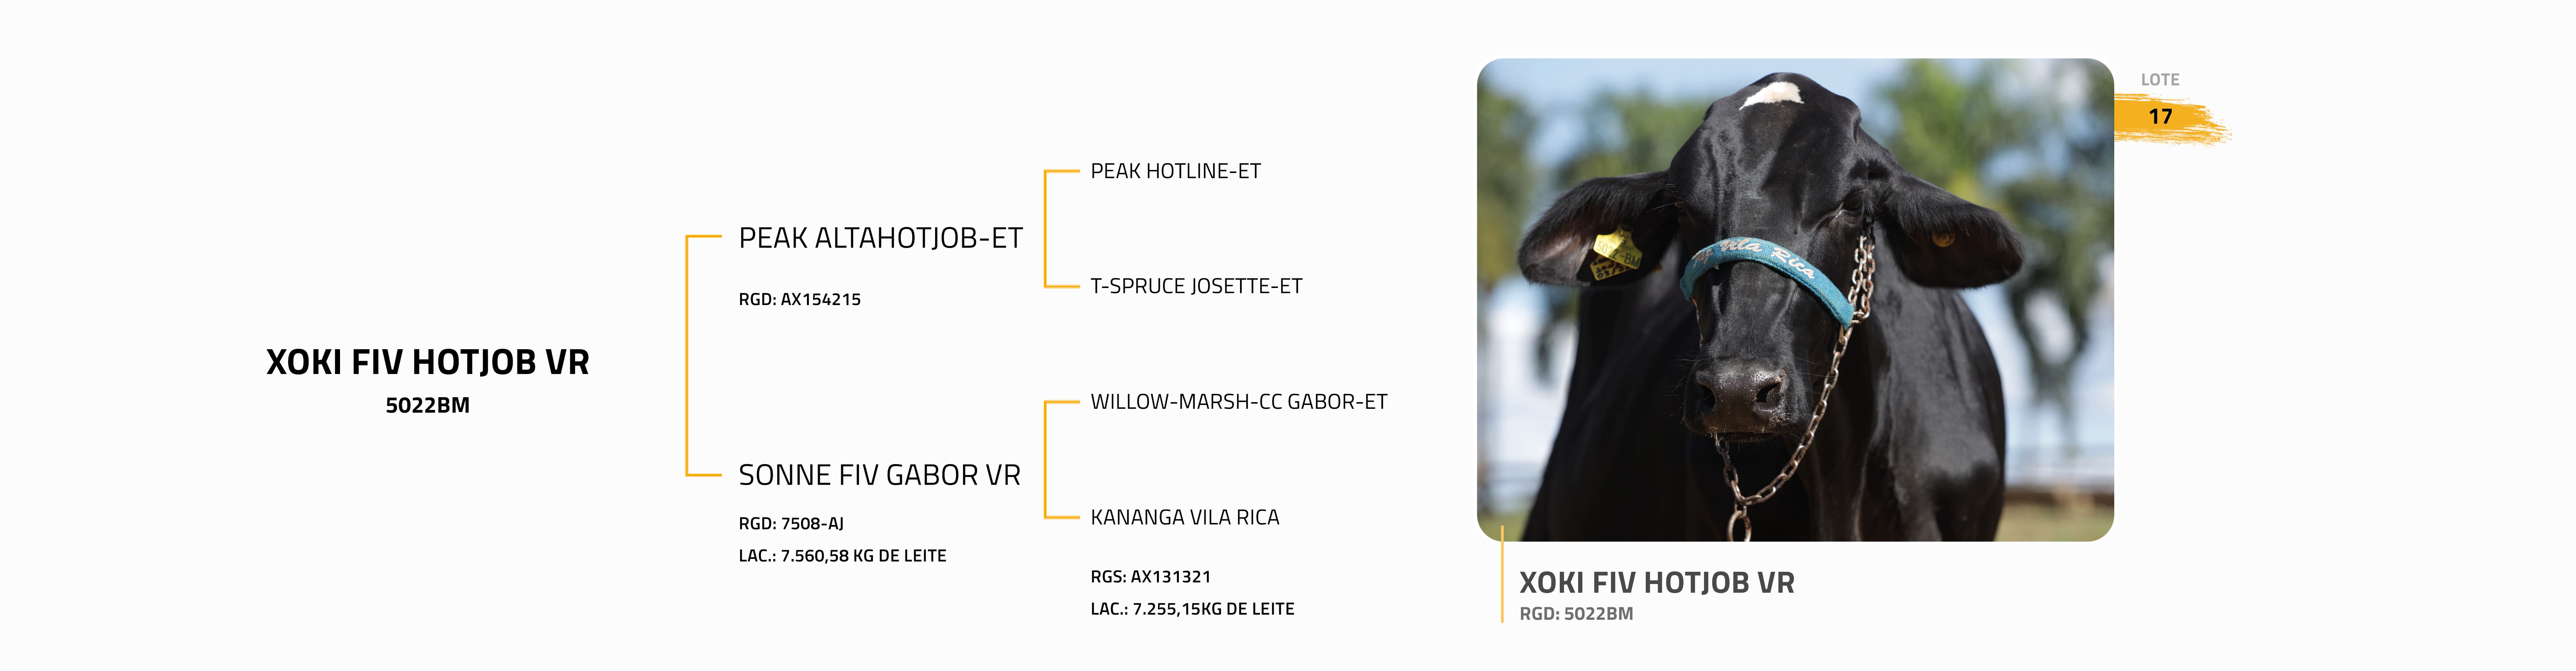 XOKI FIV HOTJOB VR
5022BM
PEAK ALTAHOTJOB-ET
RGD: AX154215
SONNE FIV GABOR VR
RGD: 7508-AJ
LAC.: 7.560,58 KG DE LEITE
PEAK HOTLINE-ET
T-SPRUCE JOSETTE-ET
WILLOW-MARSH-CC GABOR-ET
KANANGA VILA RICA
RGS: AX131321
LAC.: 7.255,15KG DE LEITE
Vila Rica
5022-BM
LOTE
17
XOKI FIV HOTJOB VR
RGD: 5022BM